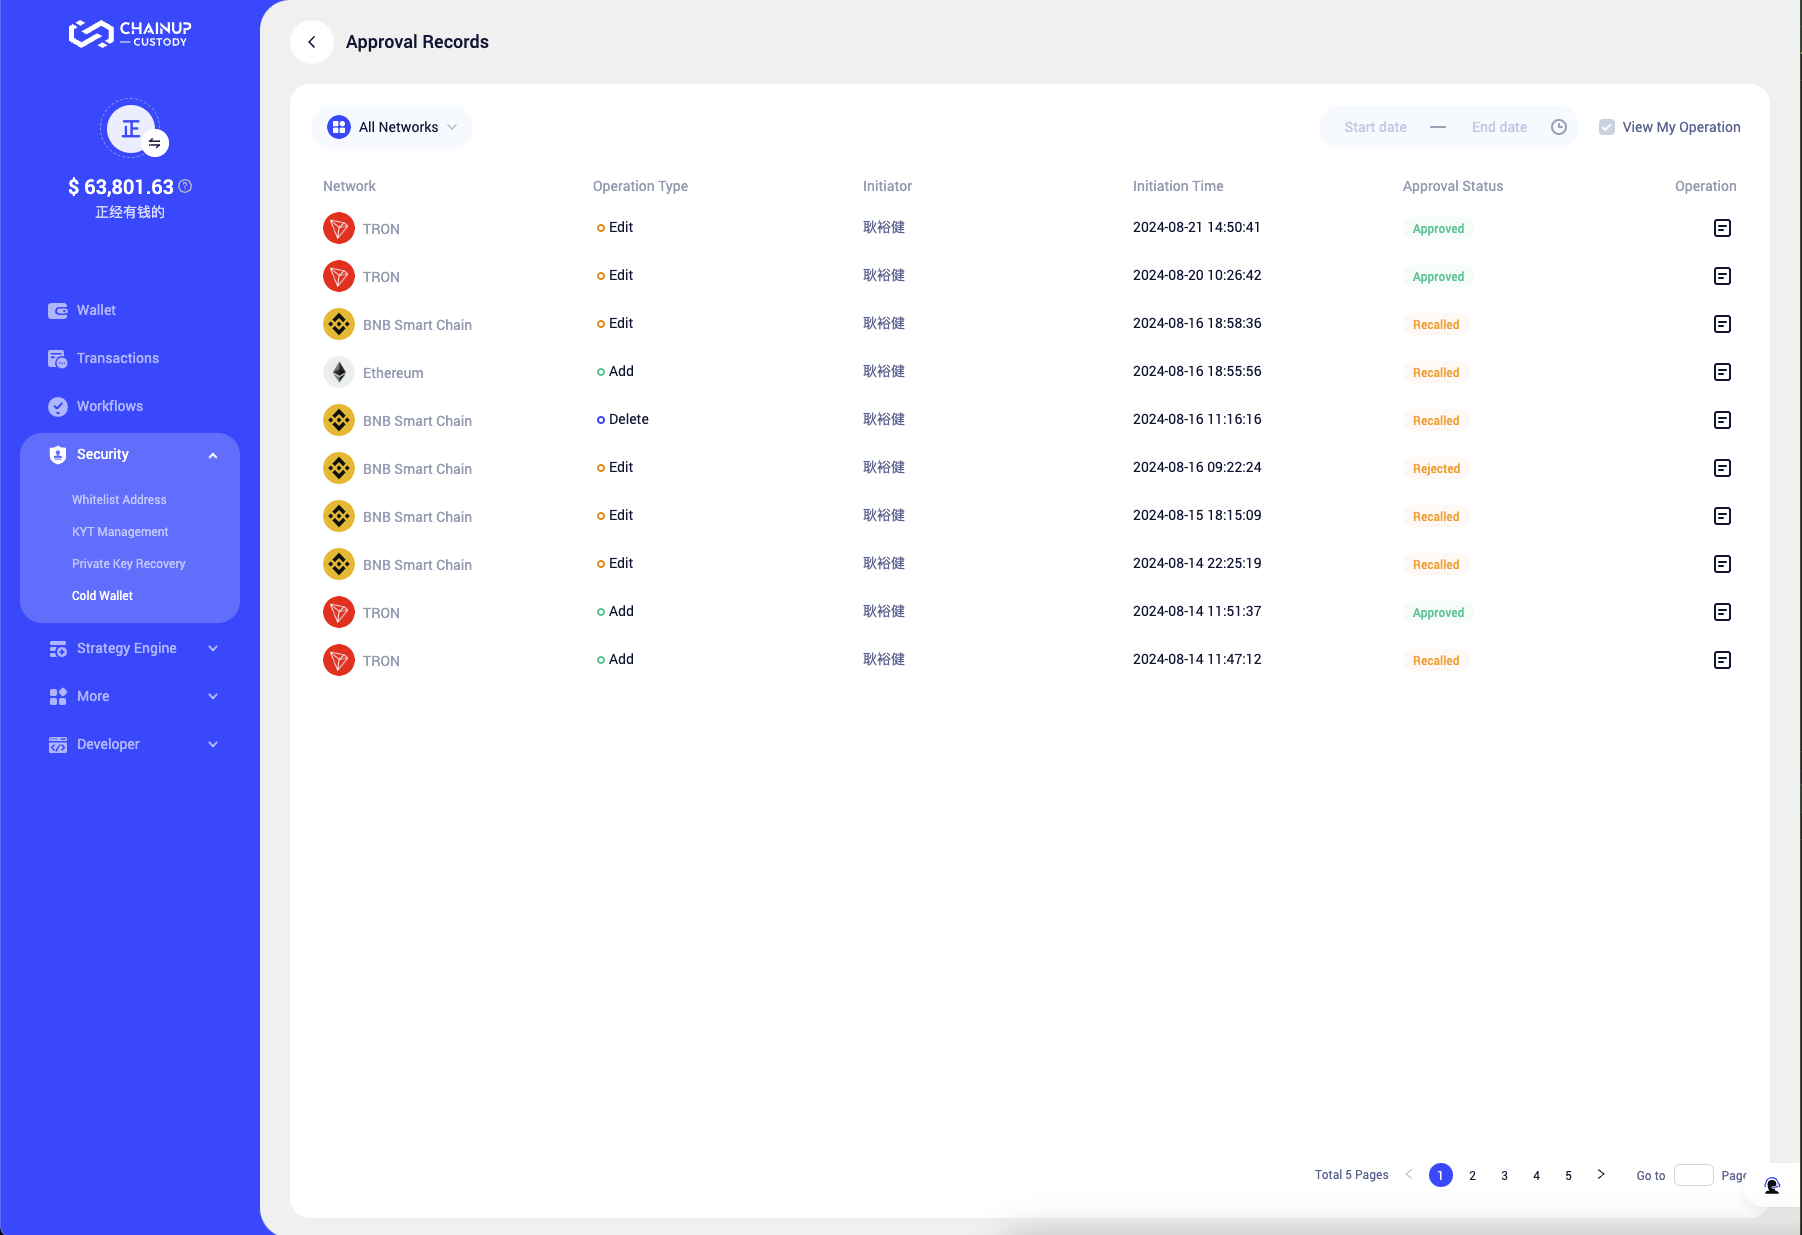 CHAINUP
CUSTODY
正
$ 63,801.63
正经有钱的
Wallet
Transactions
Workflows
Security
Whitelist Address
KYT Management
Private Key Recovery
Cold Wallet
Strategy Engine
More
Developer
Approval Records
All Networks
Start date — End date
View My Operation
Network Operation Type Initiator Initiation Time Approval Status Operation
TRON Edit 耿裕健 2024-08-21 14:50:41 Approved
TRON Edit 耿裕健 2024-08-20 10:26:42 Approved
BNB Smart Chain Edit 耿裕健 2024-08-16 18:58:36 Recalled
Ethereum Add 耿裕健 2024-08-16 18:55:56 Recalled
BNB Smart Chain Delete 耿裕健 2024-08-16 11:16:16 Recalled
BNB Smart Chain Edit 耿裕健 2024-08-16 09:22:24 Rejected
BNB Smart Chain Edit 耿裕健 2024-08-15 18:15:09 Recalled
BNB Smart Chain Edit 耿裕健 2024-08-14 22:25:19 Recalled
TRON Add 耿裕健 2024-08-14 11:51:37 Approved
TRON Add 耿裕健 2024-08-14 11:47:12 Recalled
Total 5 Pages < 1 2 3 4 5 > Go to Page